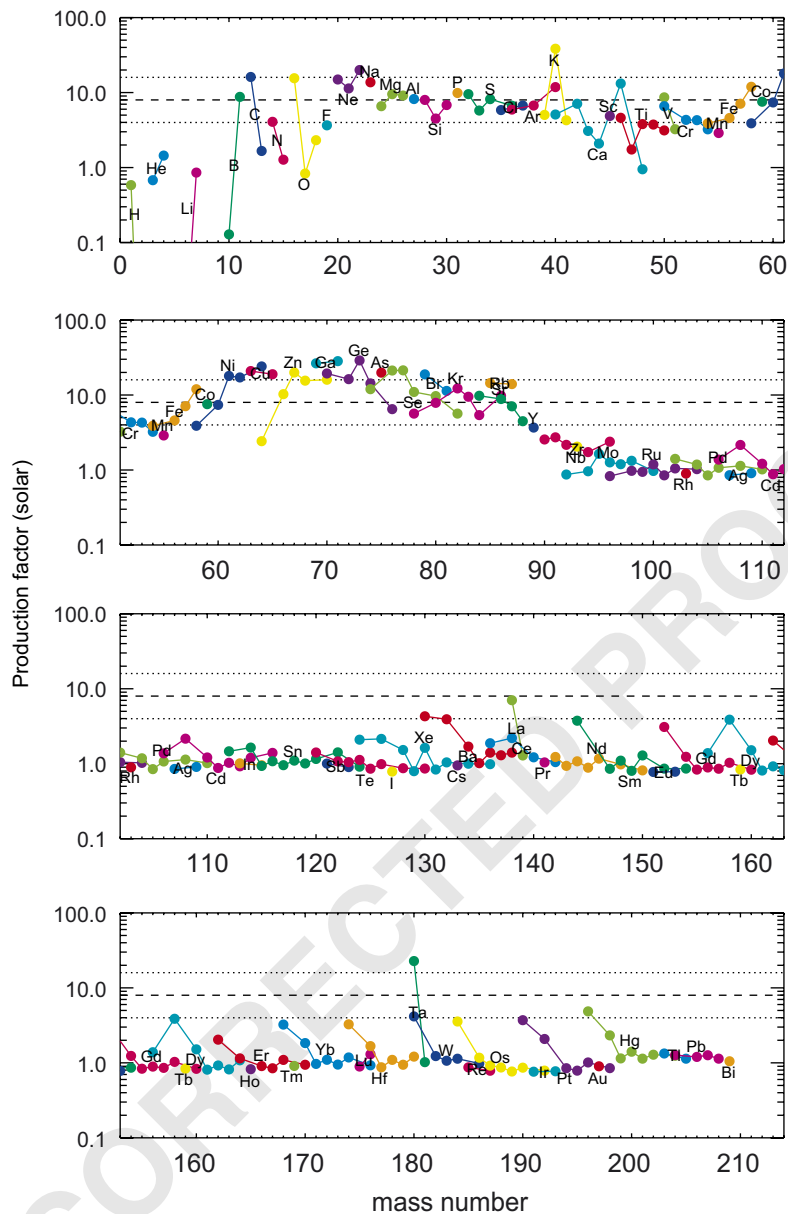 100.0
10.0
1.0
0.1
H
He
Li
B
C
N
O
F
Ne
Na
Mg
Al
Si
P
S
Ar
K
Ca
Sc
Ti
V
Cr
Mn
Fe
Co
0 10 20 30 40 50 60
100.0
10.0
1.0
0.1
Cr
Mn
Fe
Co
Ni
Cu
Zn
Ga
Ge
As
Se
Br
Kr
Rb
Sr
Y
Zr
Nb
Mo
Ru
Rh
Pd
Ag
Cd
60 70 80 90 100 110
Production factor (solar)
100.0
10.0
1.0
0.1
Rh
Pd
Ag
Cd
In
Sn
Sb
Te
I
Xe
Cs
Ba
La
Ce
Pr
Nd
Sm
Eu
Gd
Tb
Dy
110 120 130 140 150 160
100.0
10.0
1.0
0.1
Gd
Tb
Dy
Ho
Er
Tm
Yb
Lu
Hf
Ta
W
Re
Os
Ir
Pt
Au
Hg
Tl
Pb
Bi
160 170 180 190 200 210
mass number
CORRECTED PROO